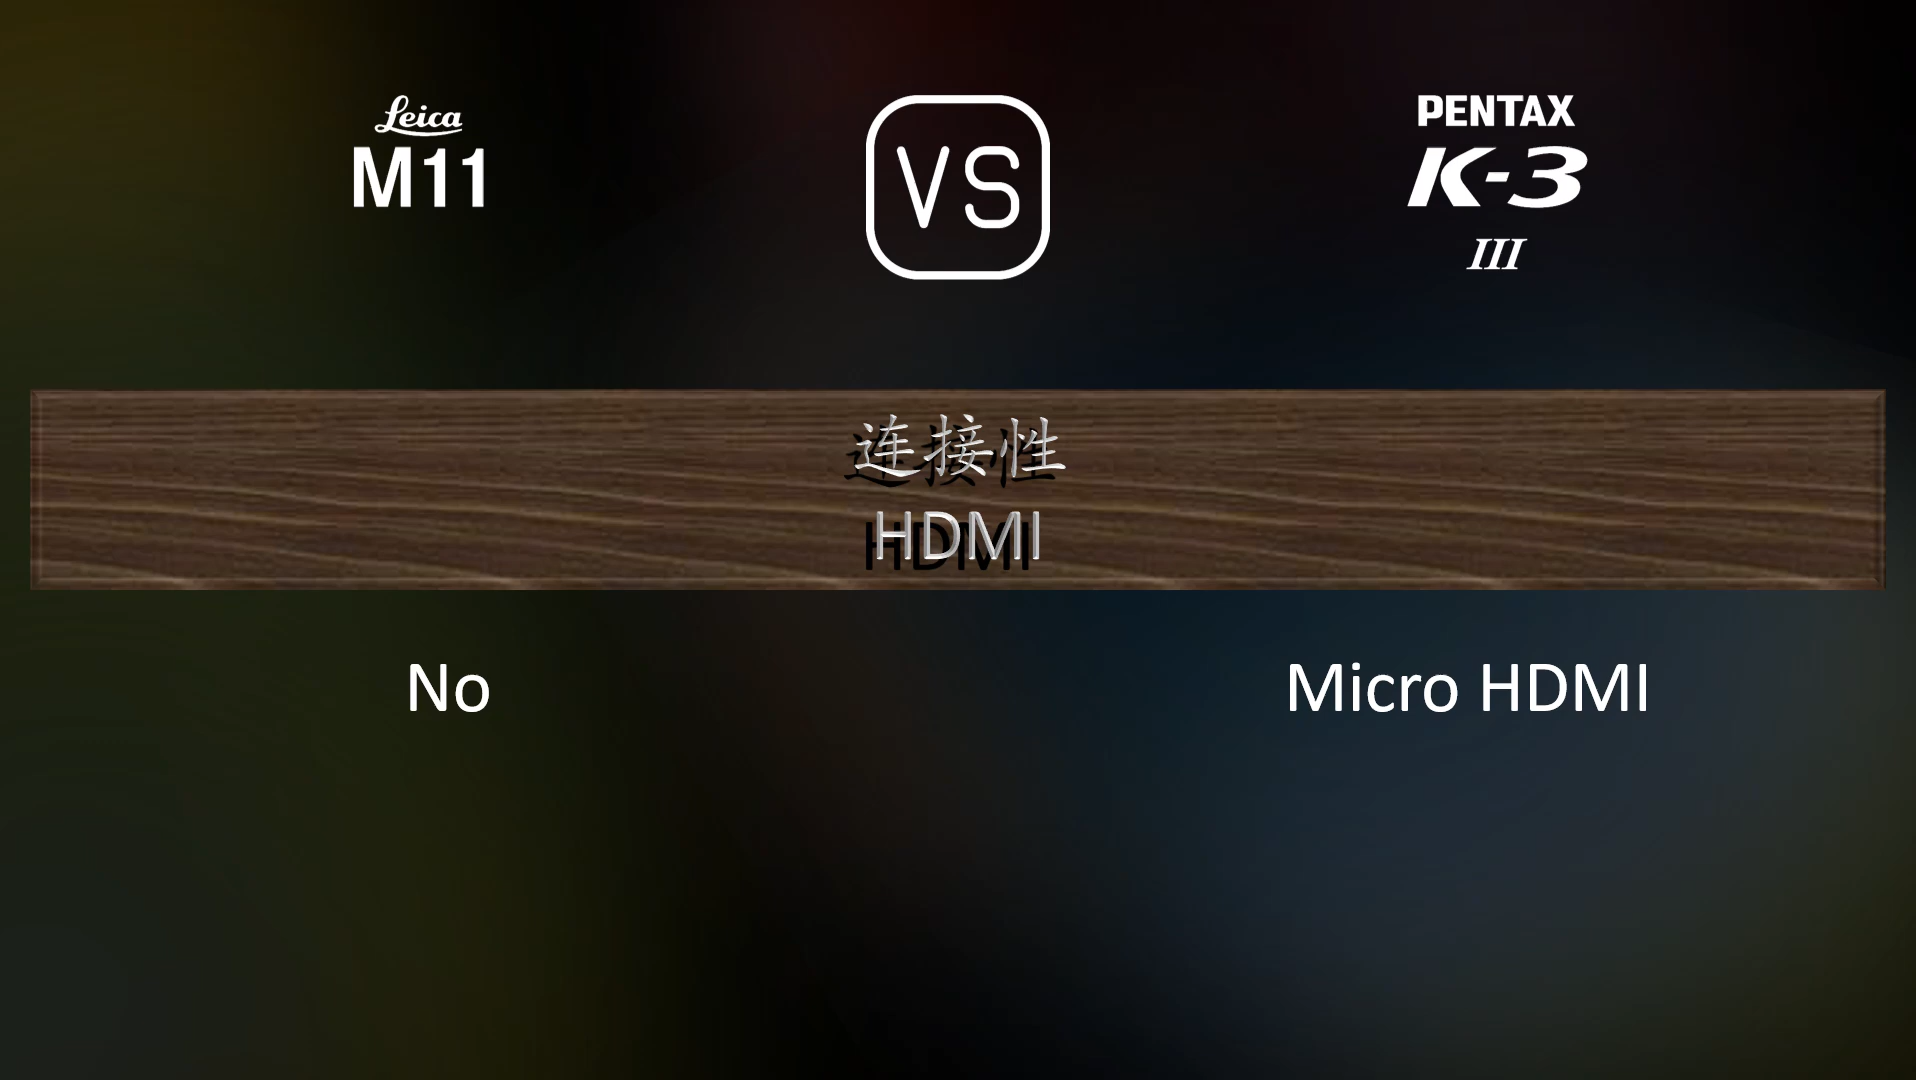 Leica
M11
VS
PENTAX
K-3
III
连接性
HDMI
No
Micro HDMI